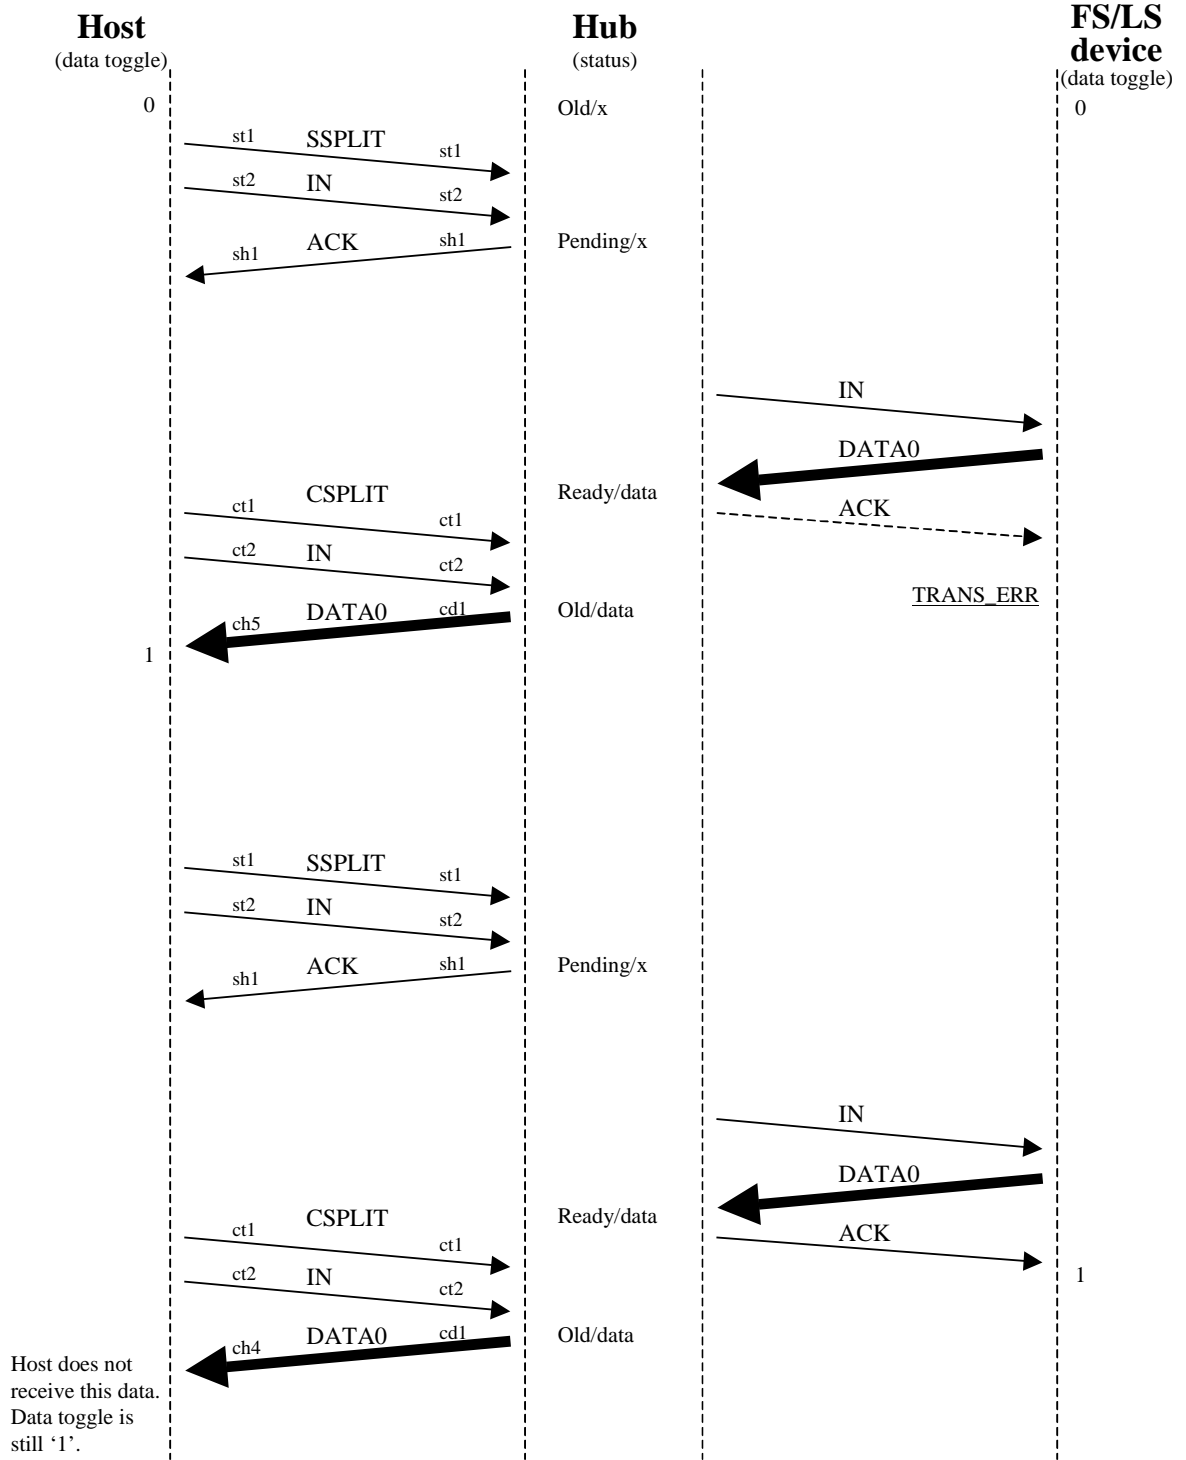 Host
(data toggle)
Hub
(status)
FS/LS
device
(data toggle)
0
Old/x
0
st1 SSPLIT st1
st2 IN st2
sh1 ACK sh1
Pending/x
IN
DATA0
CSPLIT
ct1 ct1
Ready/data
ACK
ct2 IN ct2
TRANS_ERR
ch5 DATA0 cd1
Old/data
1
st1 SSPLIT st1
st2 IN st2
sh1 ACK sh1
Pending/x
IN
DATA0
CSPLIT
ct1 ct1
Ready/data
ACK
ct2 IN ct2
1
ch4 DATA0 cd1
Old/data
Host does not
receive this data.
Data toggle is
still ‘1’.